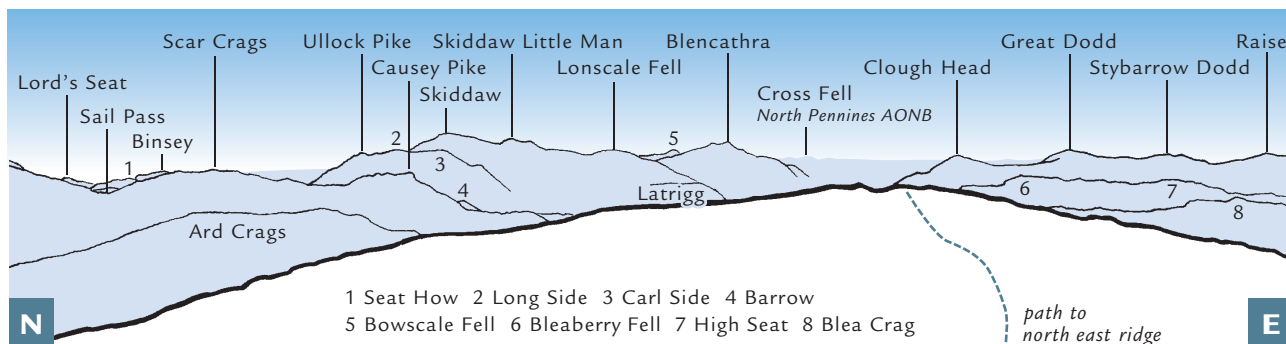 Scar Crags
Ullock Pike
Skiddaw Little Man
Blencathra
Great Dodd
Raise
Lord's Seat
Causey Pike
Lonscale Fell
Clough Head
Stybarrow Dodd
Sail Pass
Skiddaw
Cross Fell
North Pennines AONB
Binsey
1
2
3
4
5
6
7
8
Latrigg
Ard Crags
1 Seat How 2 Long Side 3 Carl Side 4 Barrow
5 Bowscale Fell 6 Bleaberry Fell 7 High Seat 8 Blea Crag
path to
north east ridge
N
E